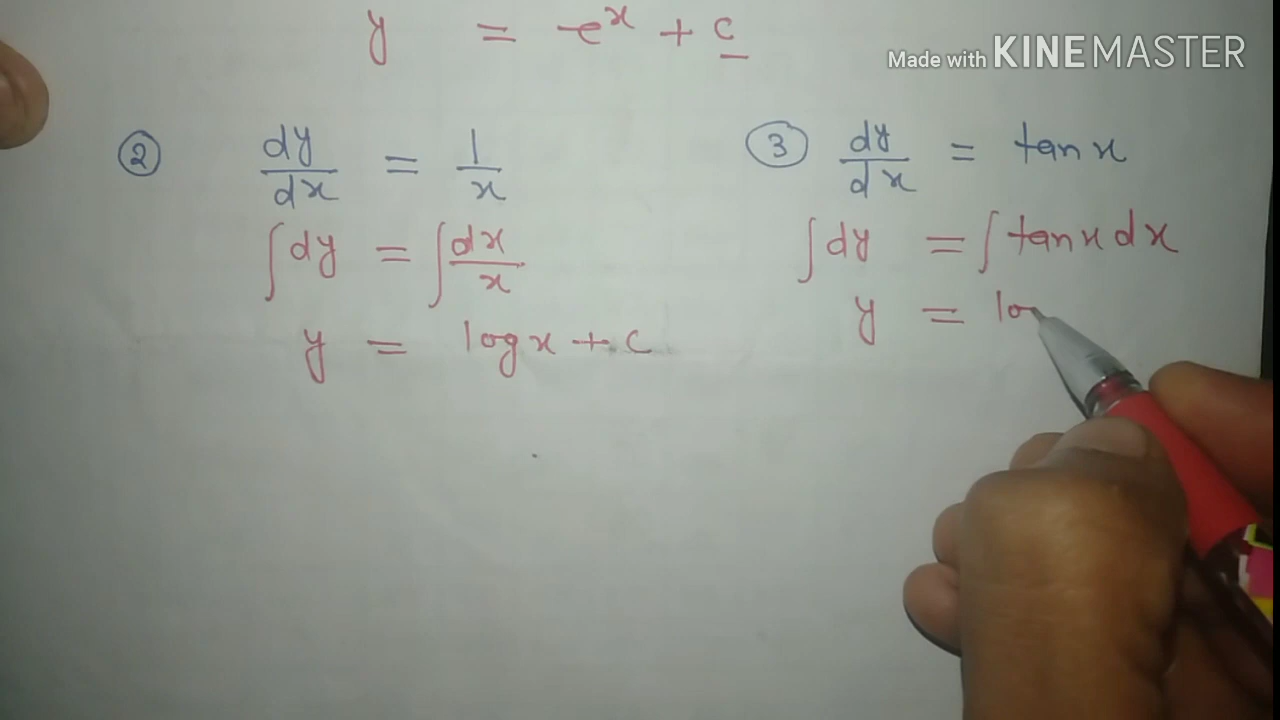 y = -e^x + c
Made with KINEMASTER
② dy/dx = 1/x
∫dy = ∫dx/x
y = log x + c
③ dy/dx = tan x
∫dy = ∫tan x dx
y = lo